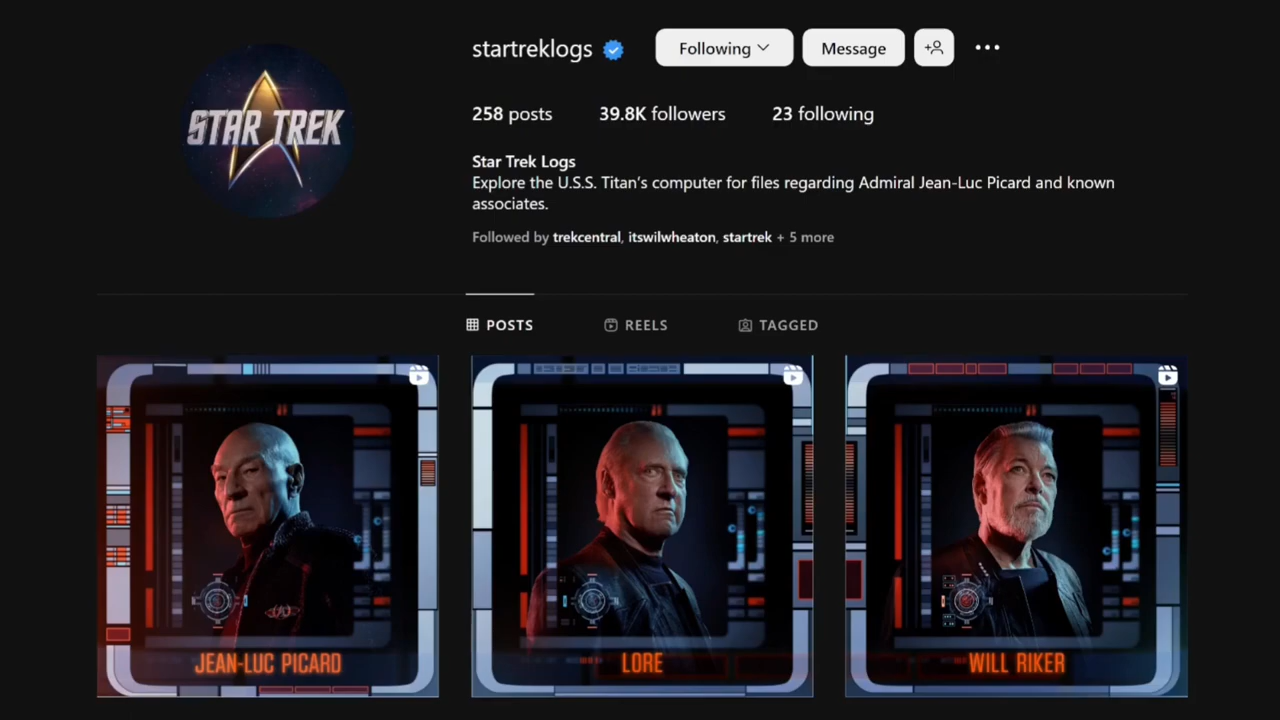 startreklogs
Following
Message
258 posts
39.8K followers
23 following
STAR TREK
Star Trek Logs
Explore the U.S.S. Titan's computer for files regarding Admiral Jean-Luc Picard and known
associates.
Followed by trekcentral, itswilwheaton, startrek + 5 more
POSTS
REELS
TAGGED
JEAN-LUC PICARD
LORE
WILL RIKER